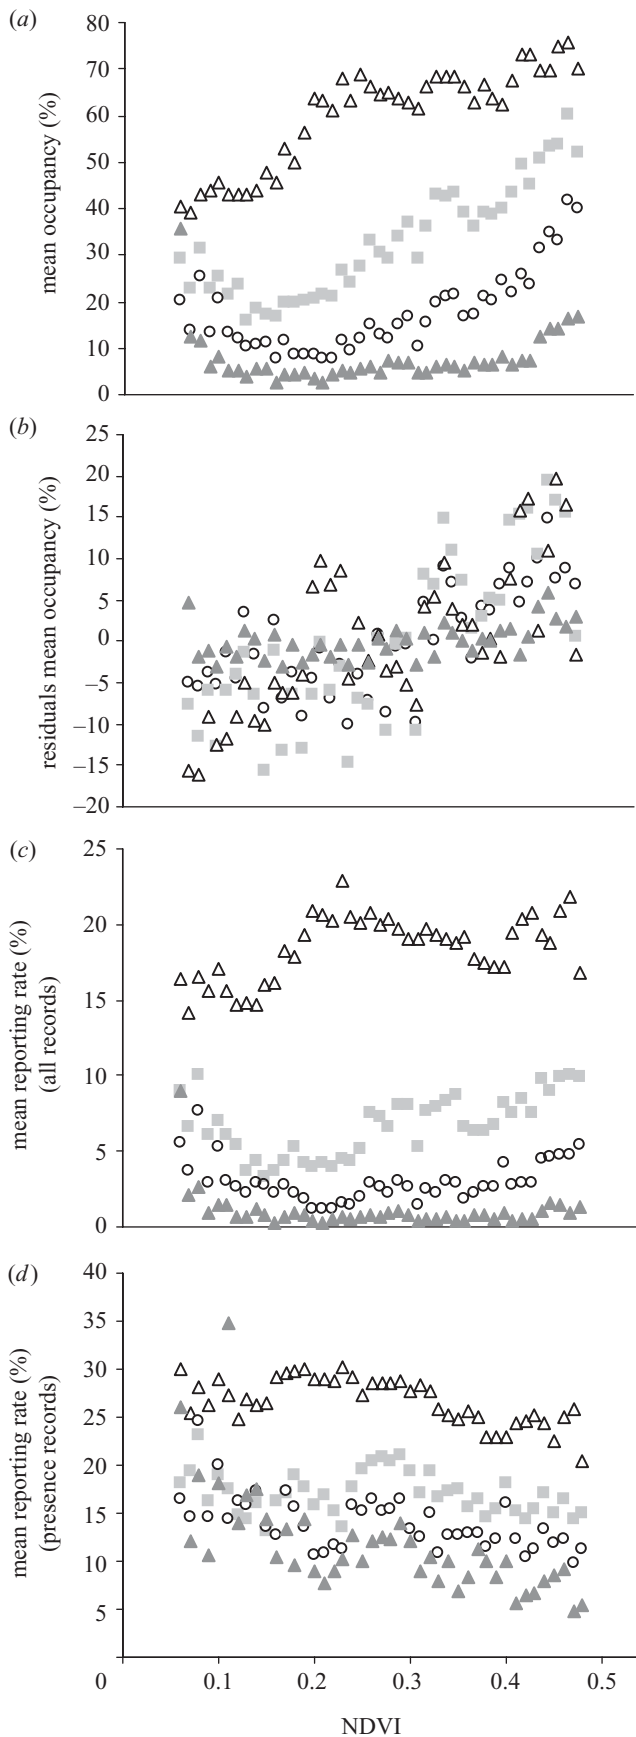 (a)
80
70
60
50
40
30
20
10
0
mean occupancy (%)
(b)
25
20
15
10
5
0
–5
–10
–15
–20
residuals mean occupancy (%)
(c)
25
20
15
10
5
0
mean reporting rate (%)
(all records)
(d)
40
35
30
25
20
15
10
5
mean reporting rate (%)
(presence records)
0 0.1 0.2 0.3 0.4 0.5
NDVI